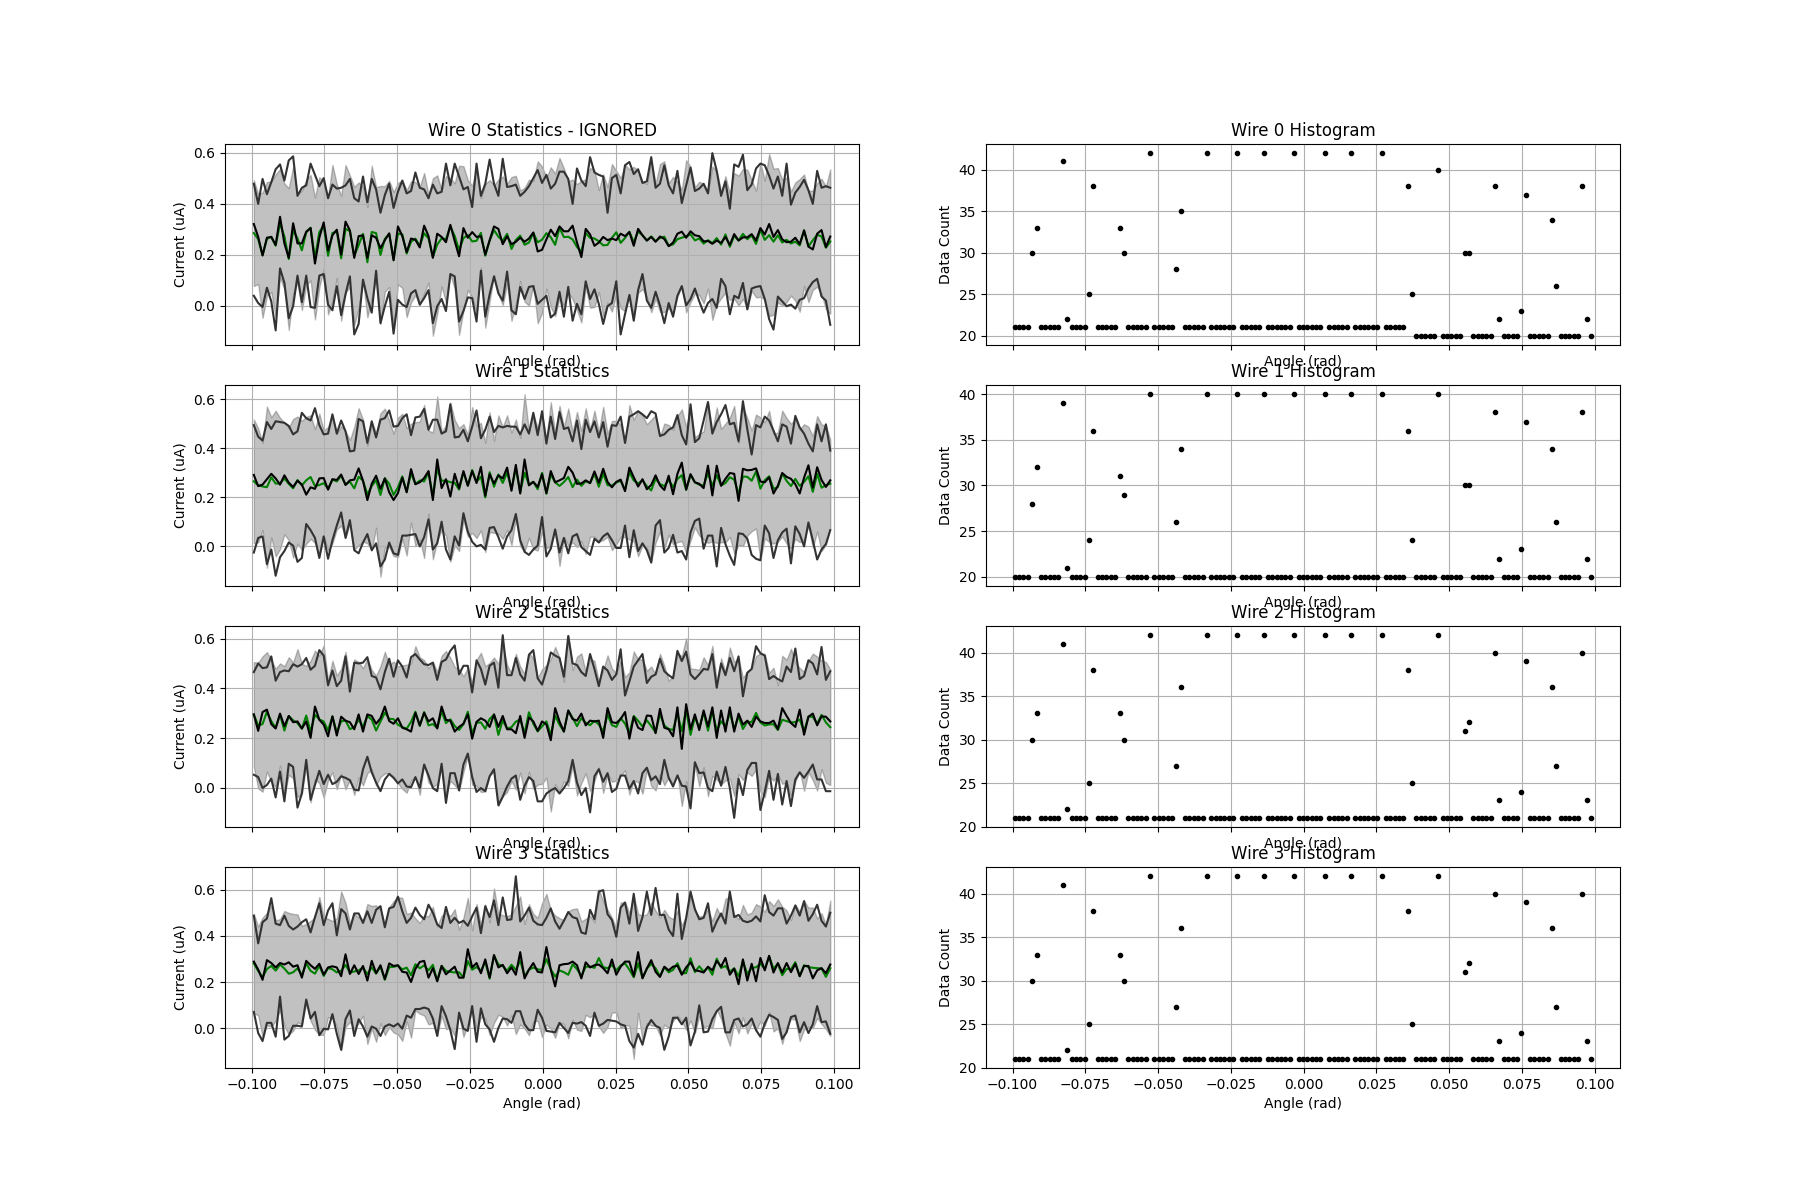 Wire 0 Statistics - IGNORED
0.6
0.4
0.2
0.0
Current (uA)
Angle (rad)
Wire 0 Histogram
40
35
30
25
20
Data Count
Angle (rad)
Wire 1 Statistics
0.6
0.4
0.2
0.0
Current (uA)
Angle (rad)
Wire 1 Histogram
40
35
30
25
20
Data Count
Angle (rad)
Wire 2 Statistics
0.6
0.4
0.2
0.0
Current (uA)
Angle (rad)
Wire 2 Histogram
40
35
30
25
20
Data Count
Angle (rad)
Wire 3 Statistics
0.6
0.4
0.2
0.0
Current (uA)
−0.100 −0.075 −0.050 −0.025 0.000 0.025 0.050 0.075 0.100
Angle (rad)
Wire 3 Histogram
40
35
30
25
20
Data Count
−0.100 −0.075 −0.050 −0.025 0.000 0.025 0.050 0.075 0.100
Angle (rad)